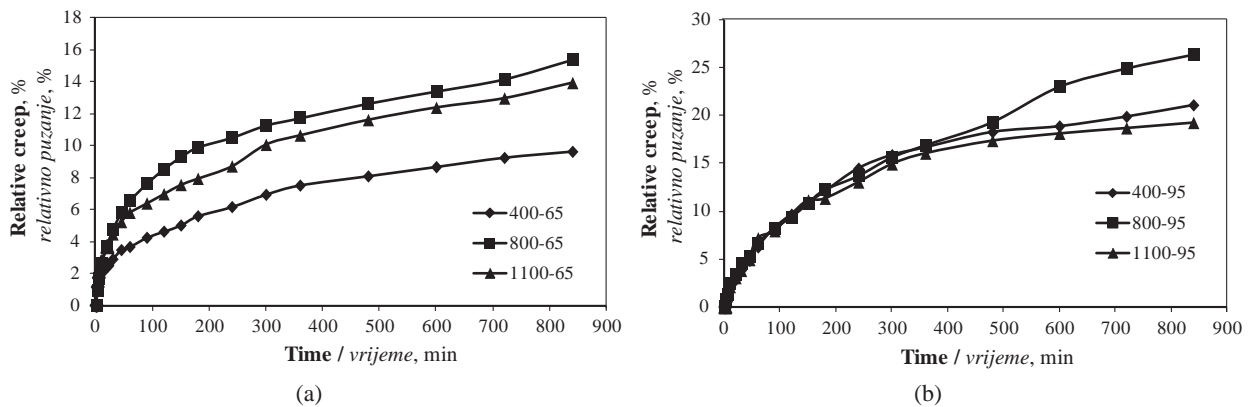 Relative creep, %
relativno puzanje, %
18
16
14
12
10
8
6
4
2
0
0 100 200 300 400 500 600 700 800 900
400-65
800-65
1100-65
Time / vrijeme, min
(a)
Relative creep, %
relativno puzanje, %
30
25
20
15
10
5
0
0 100 200 300 400 500 600 700 800 900
400-95
800-95
1100-95
Time / vrijeme, min
(b)